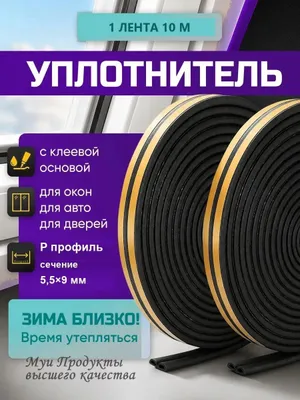 1 ЛЕНТА 10 М
УПЛОТНИТЕЛЬ
с клеевой
основой
для окон
для авто
для дверей
Р профиль
сечение
5,5×9 мм
ЗИМА БЛИЗКО!
Время утепляться
Муи Продукты
высшего качества